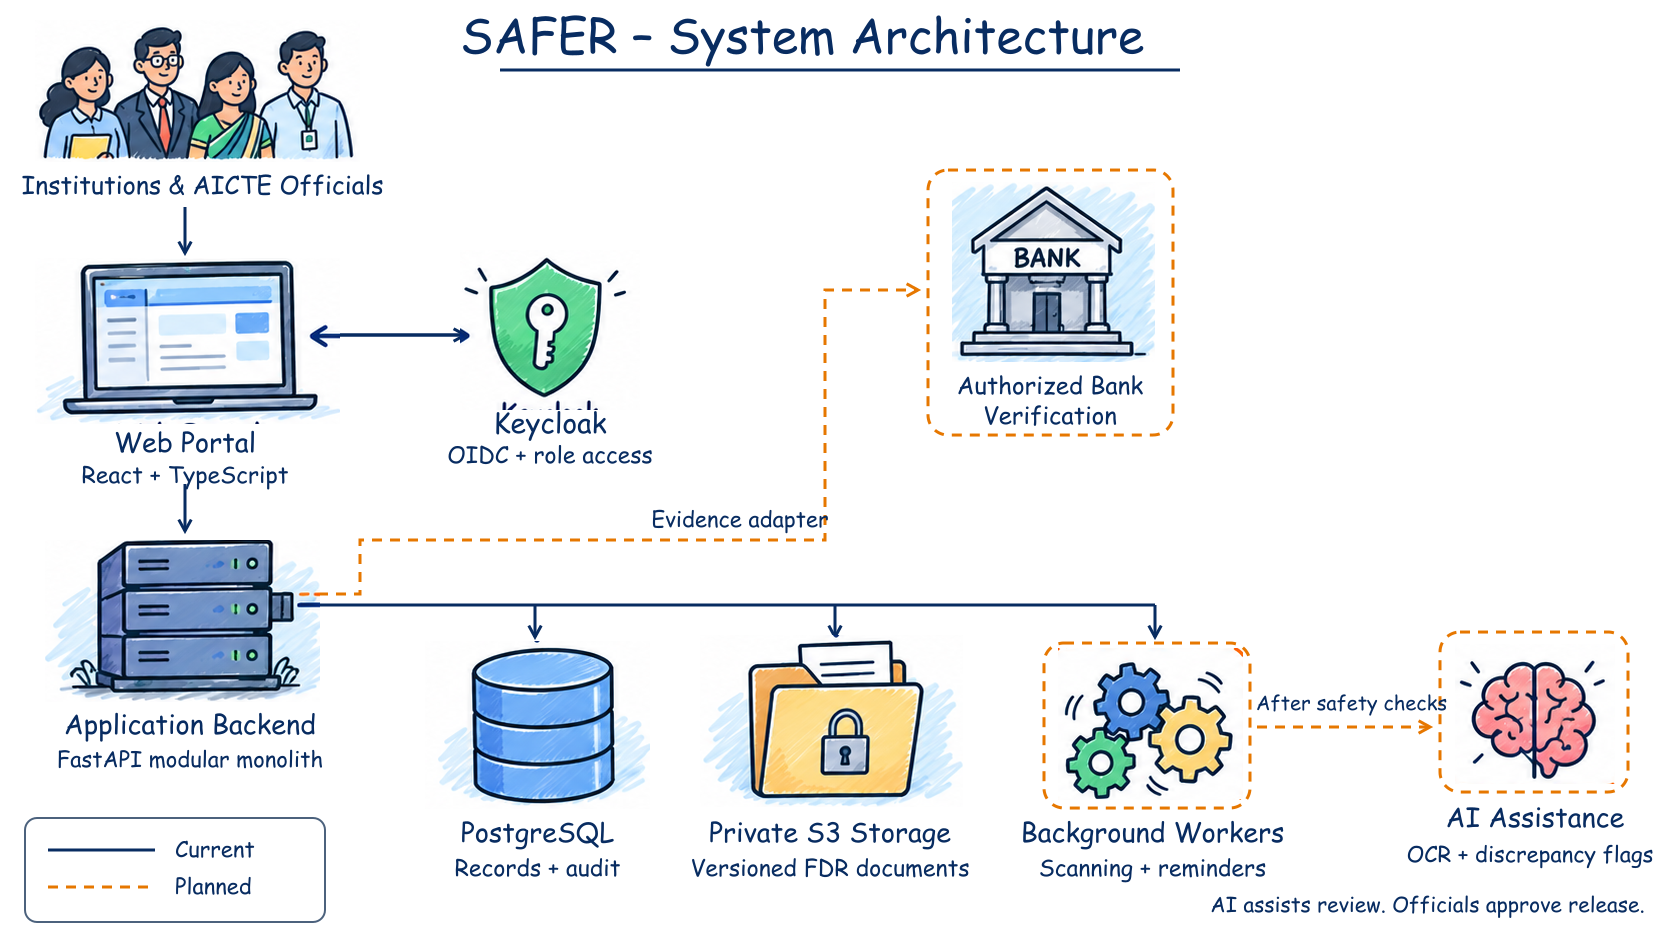 SAFER – System Architecture
Institutions & AICTE Officials
BANK
Authorized Bank
Verification
Web Portal
React + TypeScript
Keycloak
OIDC + role access
Evidence adapter
After safety checks
Application Backend
FastAPI modular monolith
PostgreSQL
Records + audit
Private S3 Storage
Versioned FDR documents
Background Workers
Scanning + reminders
AI Assistance
OCR + discrepancy flags
Current
Planned
AI assists review. Officials approve release.